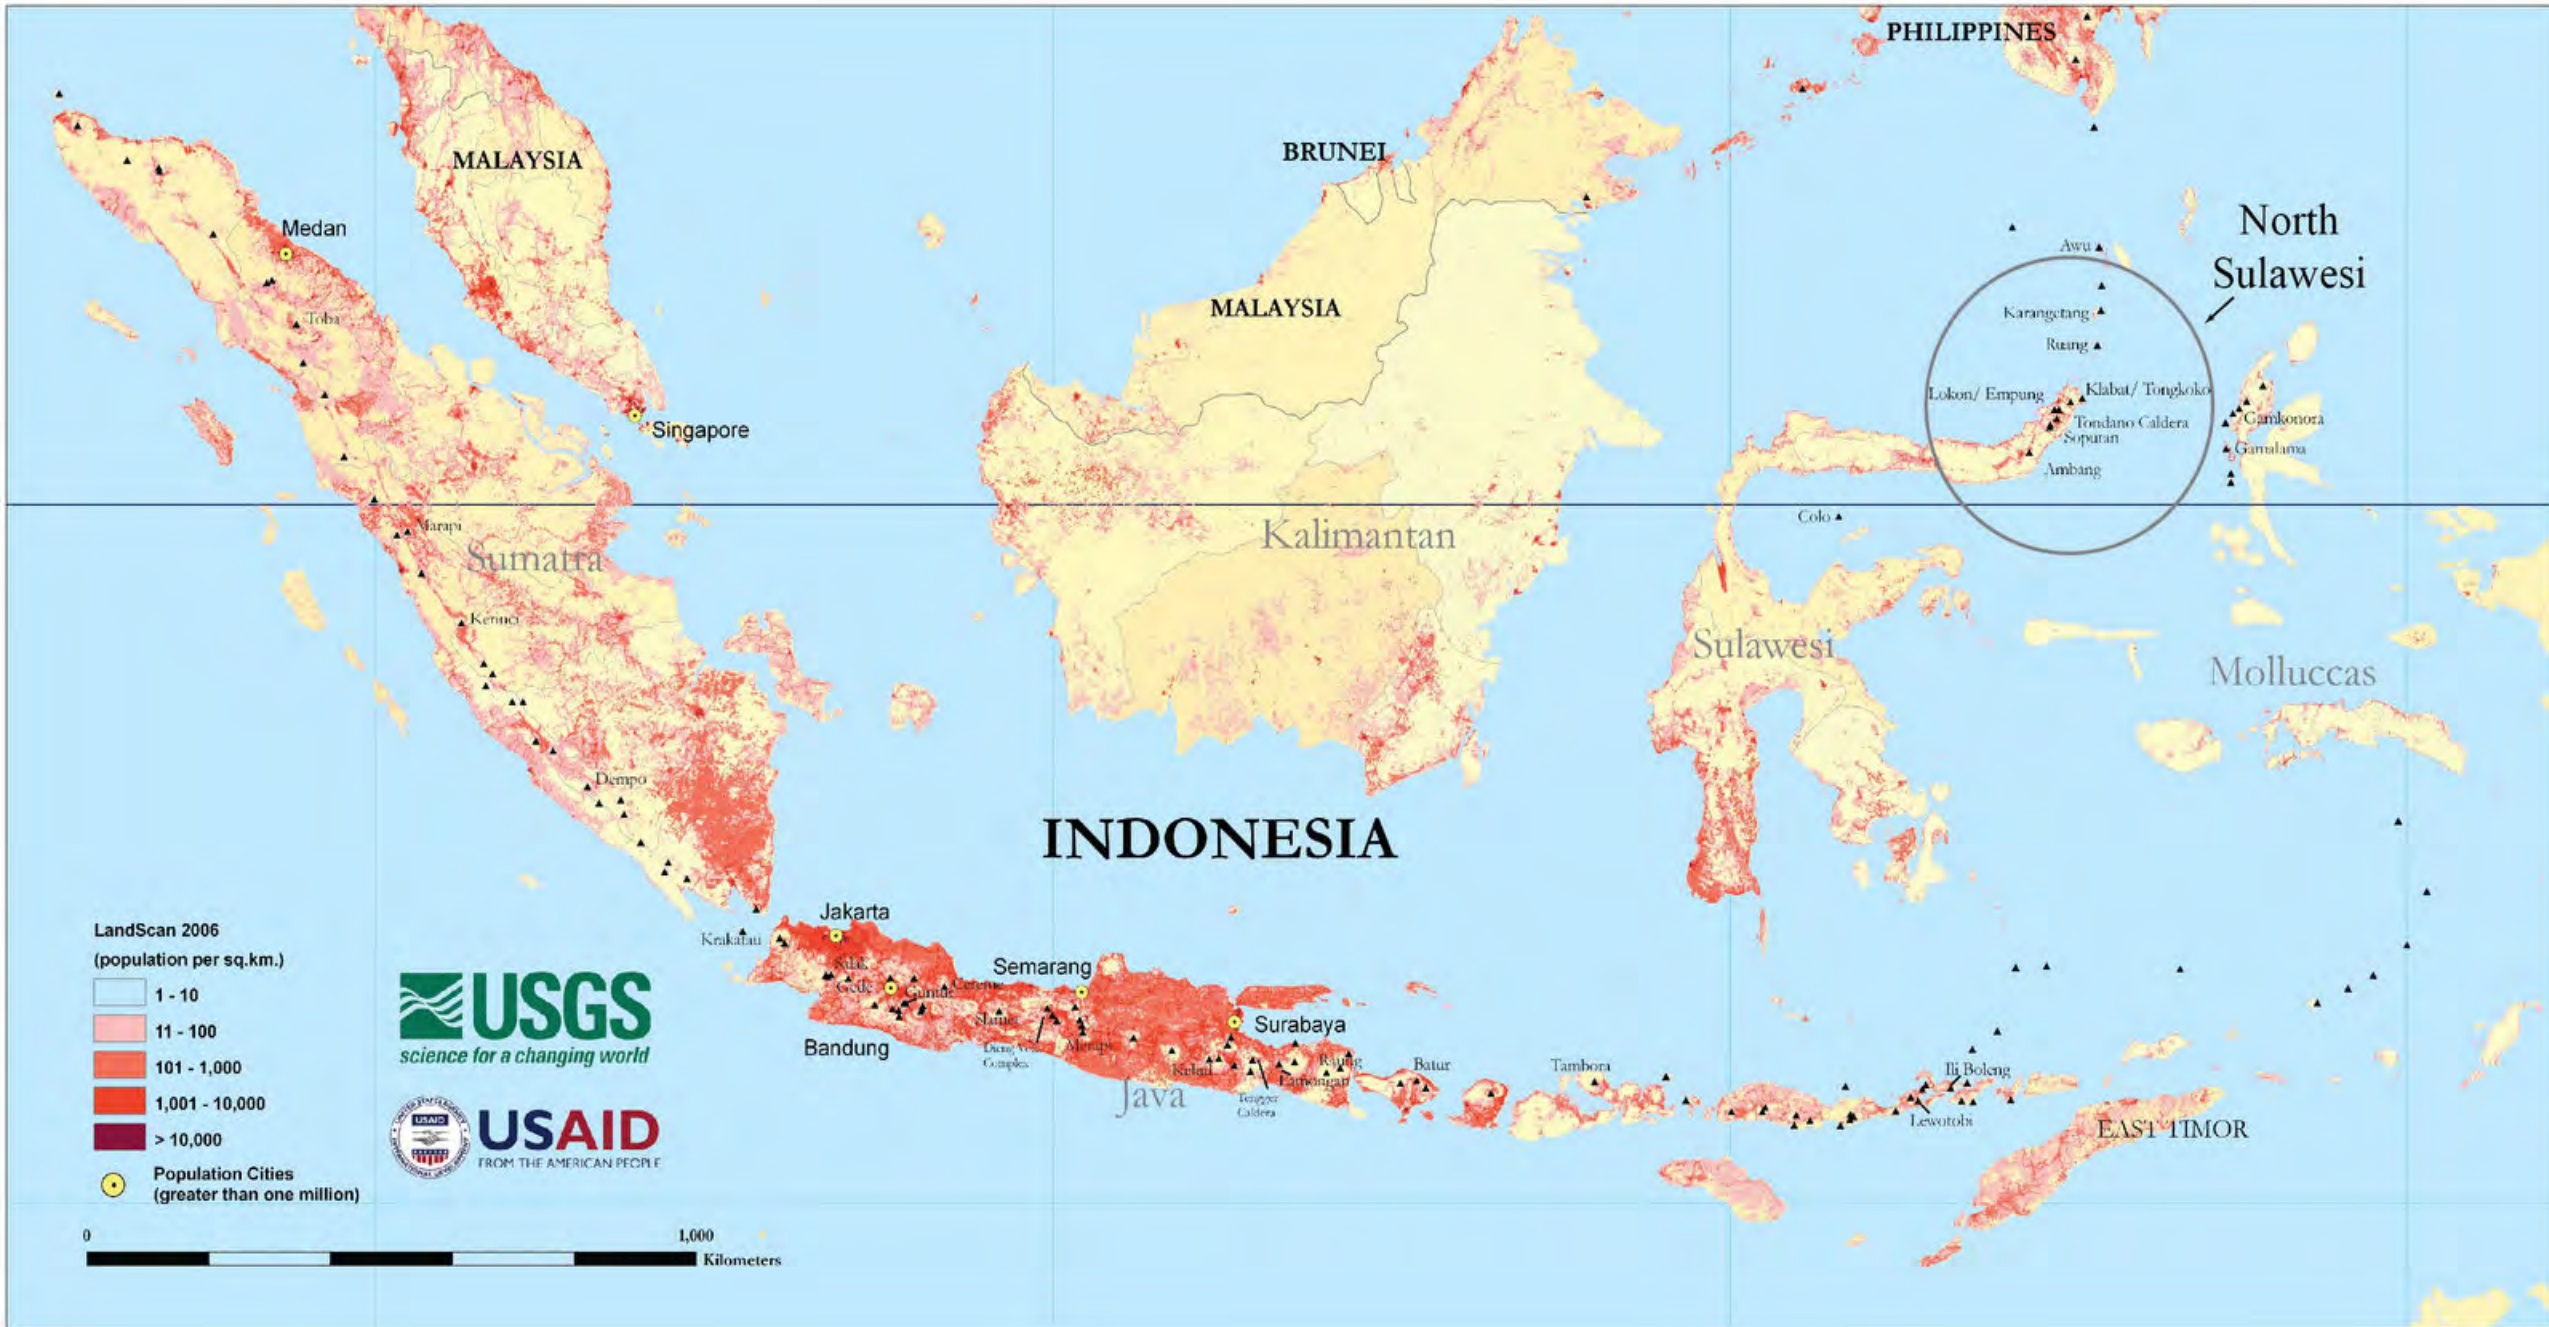 PHILIPPINES
MALAYSIA
BRUNEI
North
Sulawesi
Medan
Awu
MALAYSIA
Karangetang
Toba
Ruang
Klabat/ Tongkoko
Lokon/ Empung
Gamkonora
Singapore
Tondano Caldera
Soputan
Gamalama
Ambang
Colo
Marapi
Kalimantan
Sumatra
Kerinci
Sulawesi
Molluccas
Dempo
INDONESIA
Jakarta
Krakatau
LandScan 2006
(population per sq.km.)
1 - 10
11 - 100
101 - 1,000
1,001 - 10,000
> 10,000
Population Cities
(greater than one million)
USGS
science for a changing world
USAID
USAID
FROM THE AMERICAN PEOPLE
Salak
Gede
Guntur
Cereme
Semarang
Slamet
Surabaya
Bandung
Dieng
Complex
Merapi
Kelut
Raung
Lamongan
Batur
Tambora
Ili Boleng
Java
Tengger
Caldera
Lewotobi
EAST TIMOR
0
1,000
Kilometers